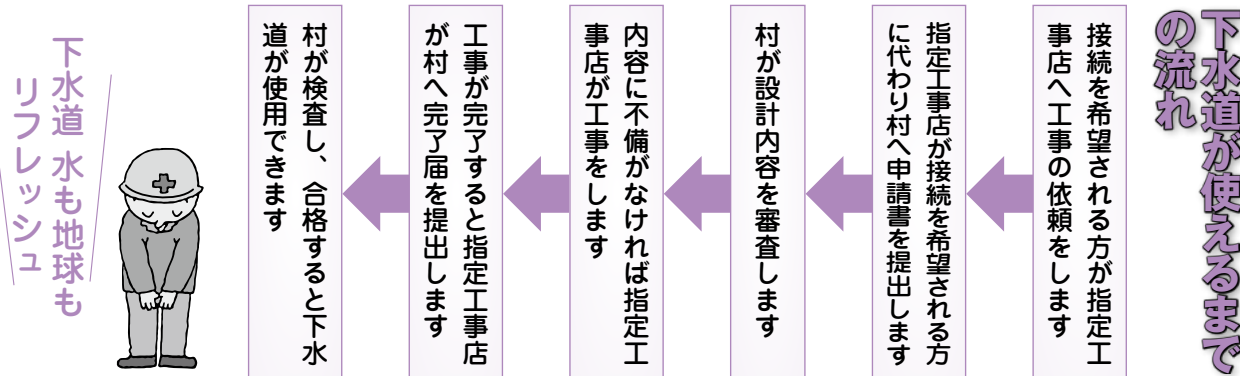 下水道が使えるまで
の流れ
接続を希望される方が指定工
事店へ工事の依頼をします
指定工事店が接続を希望される方
に代わり村へ申請書を提出します
村が設計内容を審査します
内容に不備がなければ指定工
事店が工事をします
工事が完了すると指定工事店
が村へ完了届を提出します
村が検査し、合格すると下水
道が使用できます
下水道 水も地球も
リフレッシュ